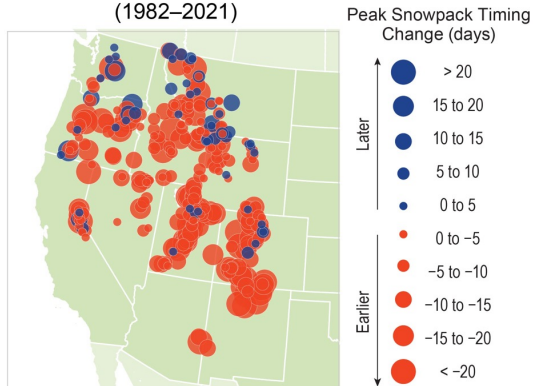 (1982–2021)
Peak Snowpack Timing
Change (days)
Later
> 20
15 to 20
10 to 15
5 to 10
0 to 5
Earlier
0 to −5
−5 to −10
−10 to −15
−15 to −20
< −20